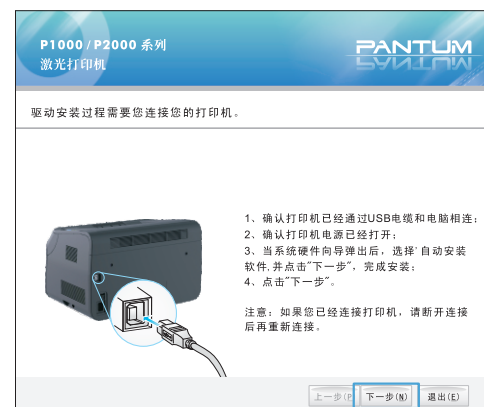 P1000/P2000 系列
激光打印机
PANTUM
驱动安装过程需要您连接您的打印机。
1、确认打印机已经通过USB电缆和电脑相连;
2、确认打印机电源已经打开;
3、当系统硬件向导弹出后，选择'自动安装
软件,并点击"下一步"，完成安装;
4、点击"下一步"。
注意：如果您已经连接打印机，请断开连接
后再重新连接。
上一步(P 下一步(N) 退出(E)